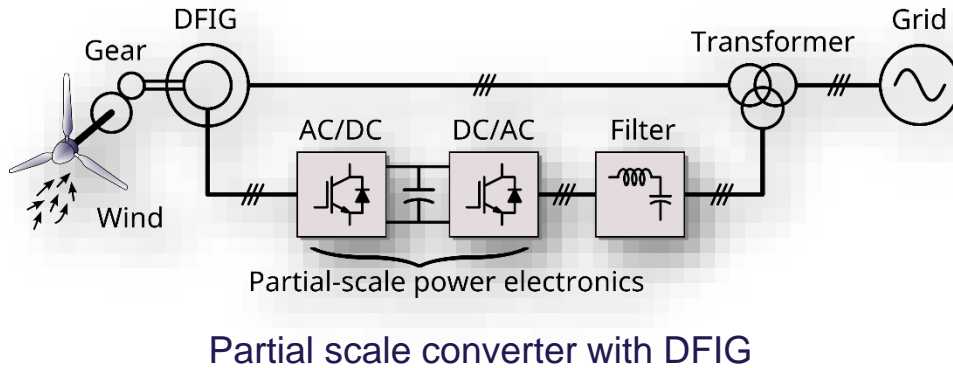 DFIG
Grid
Gear
Transformer
AC/DC
DC/AC
Filter
Wind
Partial-scale power electronics
Partial scale converter with DFIG